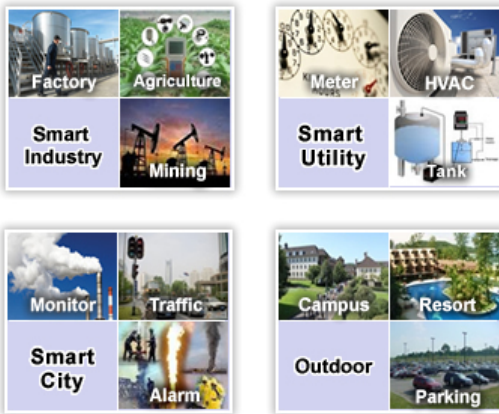 Factory
Agriculture
Smart
Industry
Mining
Meter
HVAC
Smart
Utility
Tank
Monitor
Traffic
Smart
City
Alarm
Campus
Resort
Outdoor
Parking